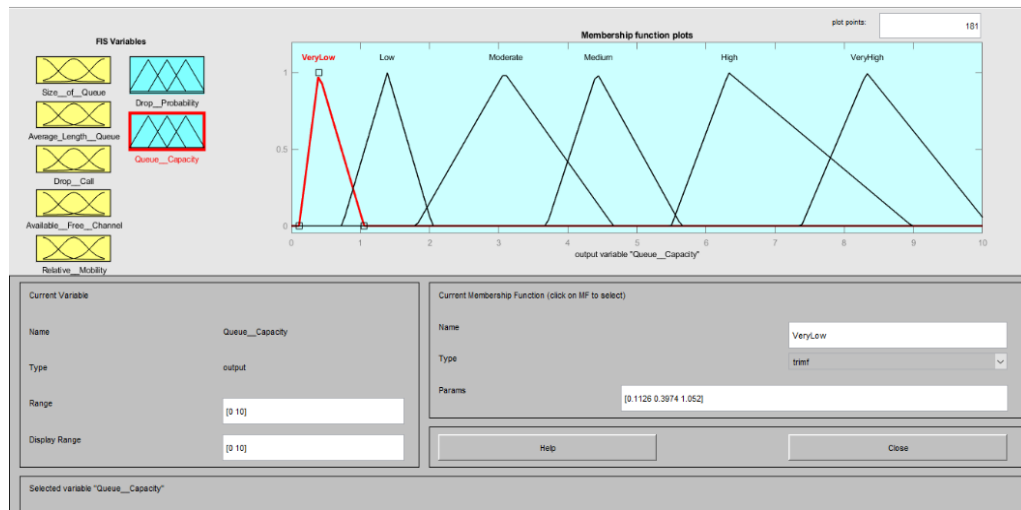 FIS Variables
Size__of__Queue
Drop__Probability
Average_Length__Queue
Queue__Capacity
Drop__Call
Available__Free__Channel
Relative__Mobility
plot points:
181
Membership function plots
VeryLow Low Moderate Medium High VeryHigh
1
0.5
0
0 1 2 3 4 5 6 7 8 9 10
output variable "Queue__Capacity"
Current Variable
Name Queue__Capacity
Type output
Range [0 10]
Display Range [0 10]
Current Membership Function (click on MF to select)
Name VeryLow
Type trimf
Params [0.1126 0.3974 1.052]
Help Close
Selected variable "Queue__Capacity"